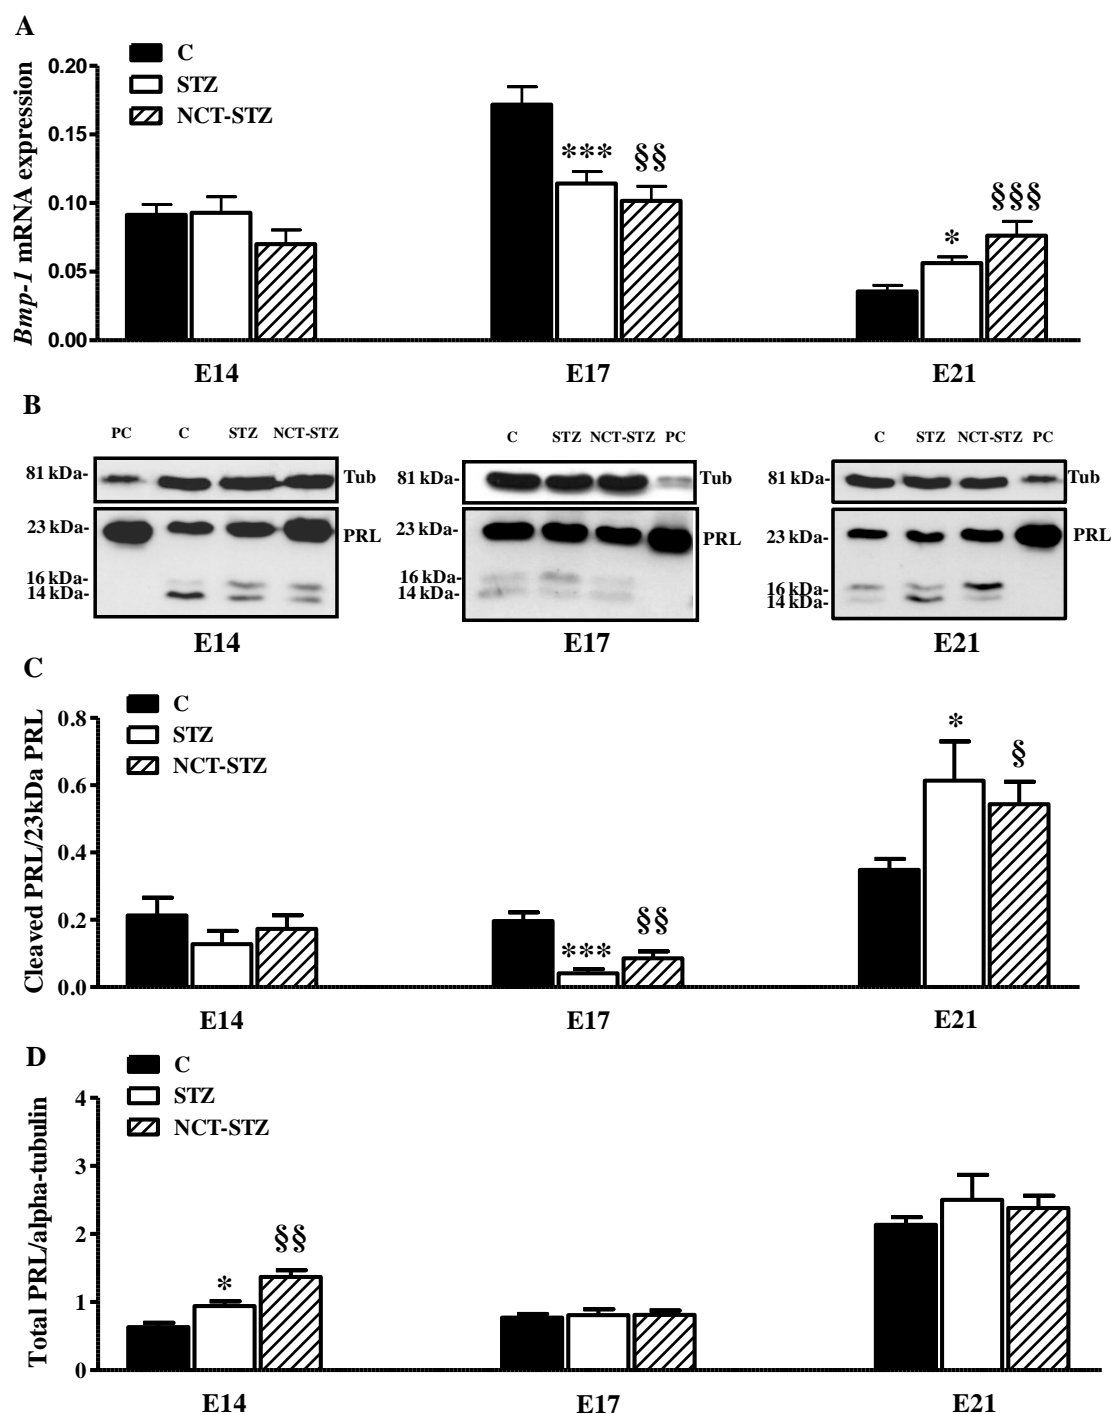 A
C
STZ
NCT-STZ
Bmp-1 mRNA expression
0.20
0.15
0.10
0.05
0.00
***
§§
*
§§§
E14 E17 E21
B
PC C STZ NCT-STZ
81 kDa- Tub
23 kDa- PRL
16 kDa-
14 kDa-
E14
C STZ NCT-STZ PC
81 kDa- Tub
23 kDa- PRL
16 kDa-
14 kDa-
E17
C STZ NCT-STZ PC
81 kDa- Tub
23 kDa- PRL
16 kDa-
14 kDa-
E21
C
C
STZ
NCT-STZ
Cleaved PRL/23kDa PRL
0.8
0.6
0.4
0.2
0.0
***
§§
*
§
E14 E17 E21
D
C
STZ
NCT-STZ
Total PRL/alpha-tubulin
4
3
2
1
0
*
§§
E14 E17 E21